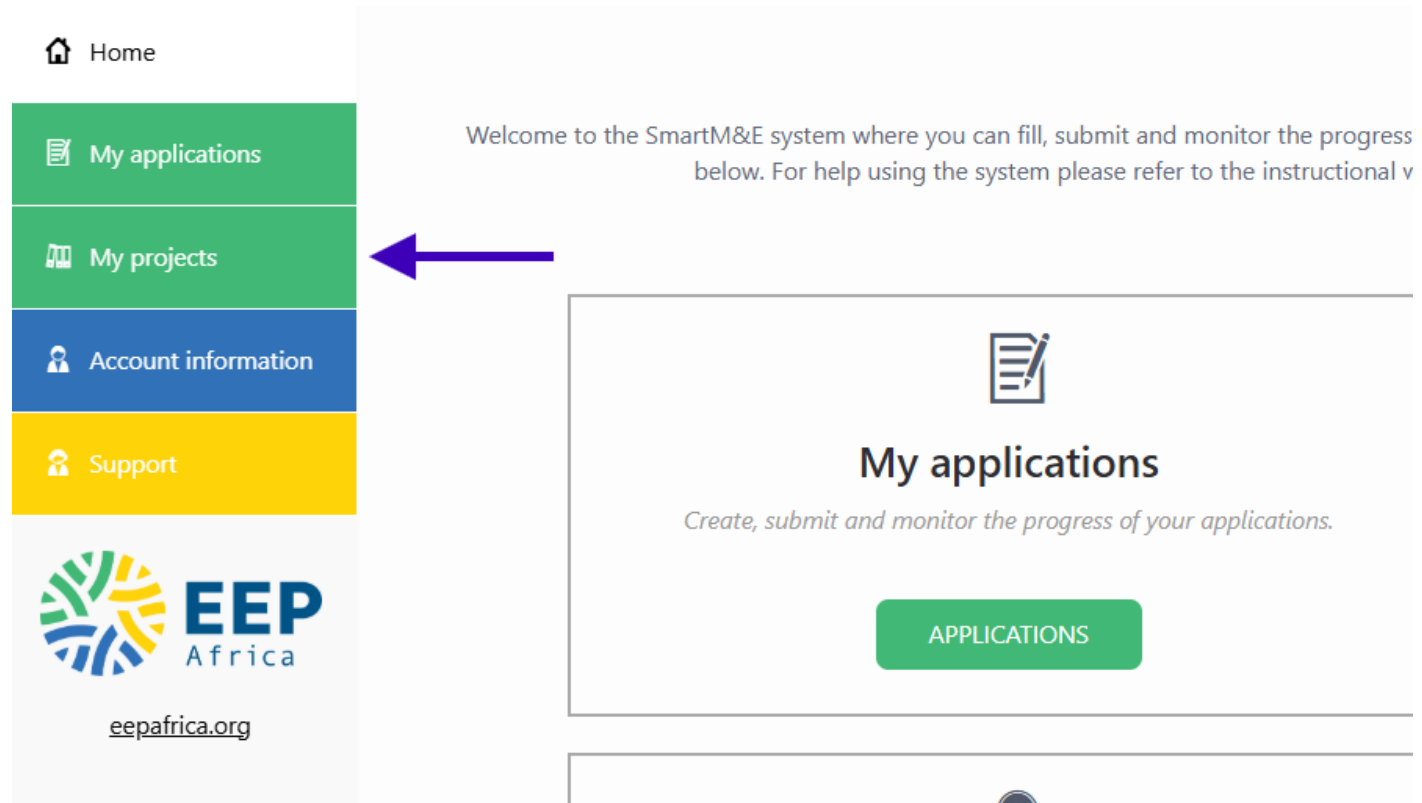 Home
My applications
My projects
Account information
Support
EEP
Africa
eepafrica.org
Welcome to the SmartM&E system where you can fill, submit and monitor the progress
below. For help using the system please refer to the instructional
My applications
Create, submit and monitor the progress of your applications.
APPLICATIONS